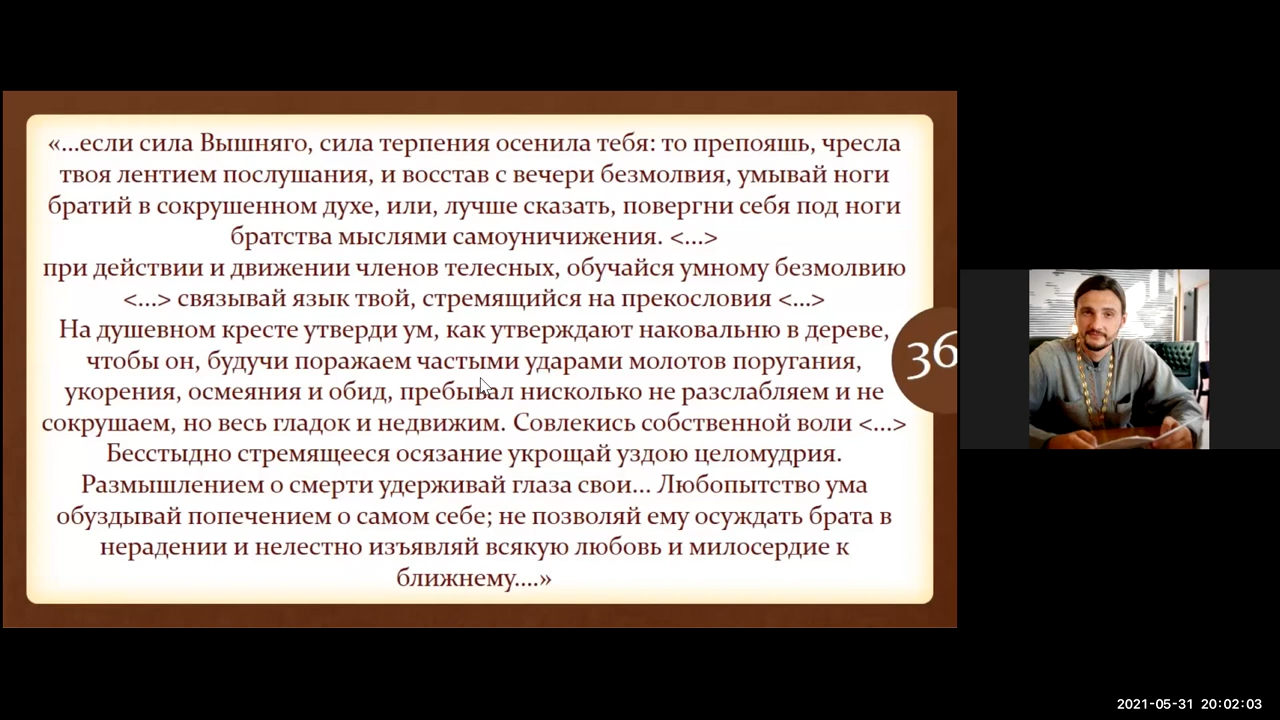 «...если сила Вышняго, сила терпения осенила тебя: то препояшь, чресла
твоя лентием послушания, и восстав с вечери безмолвия, умывай ноги
братий в сокрушенном духе, или, лучше сказать, повергни себя под ноги
братства мыслями самоуничижения. <...>
при действии и движении членов телесных, обучайся умному безмолвию
<...> связывай язык твой, стремящийся на прекословия <...>
На душевном кресте утверди ум, как утверждают наковальню в дереве,
чтобы он, будучи поражаем частыми ударами молотов поругания,
укорения, осмеяния и обид, пребывал нисколько не разслабляем и не
сокрушаем, но весь гладок и недвижим. Совлекись собственной воли <...>
Бесстыдно стремящееся осязание укрощай уздою целомудрия.
Размышлением о смерти удерживай глаза свои... Любопытство ума
обуздывай попечением о самом себе; не позволяй ему осуждать брата в
нерадении и нелестно изъявляй всякую любовь и милосердие к
ближнему....»
36
2021-05-31 20:02:03